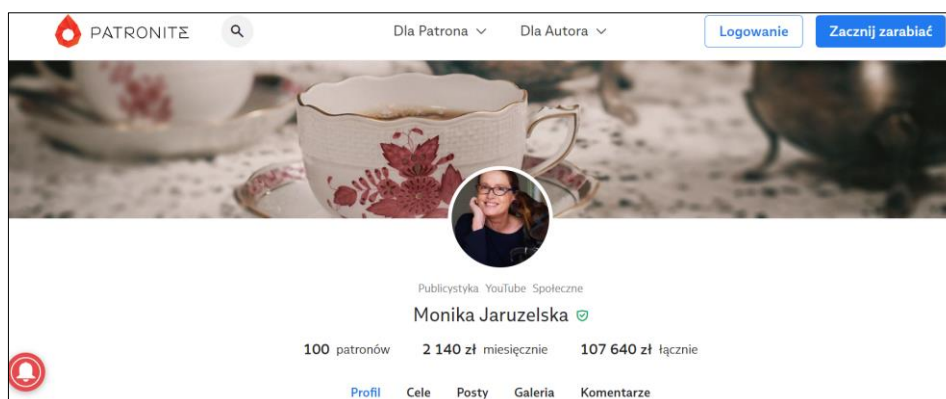 PATRONITE Dla Patrona Dla Autora Logowanie Zacznij zarabiać
Publicystyka YouTube Społeczne
Monika Jaruzelska
100 patronów 2 140 zł miesięcznie 107 640 zł łącznie
Profil Cele Posty Galeria Komentarze